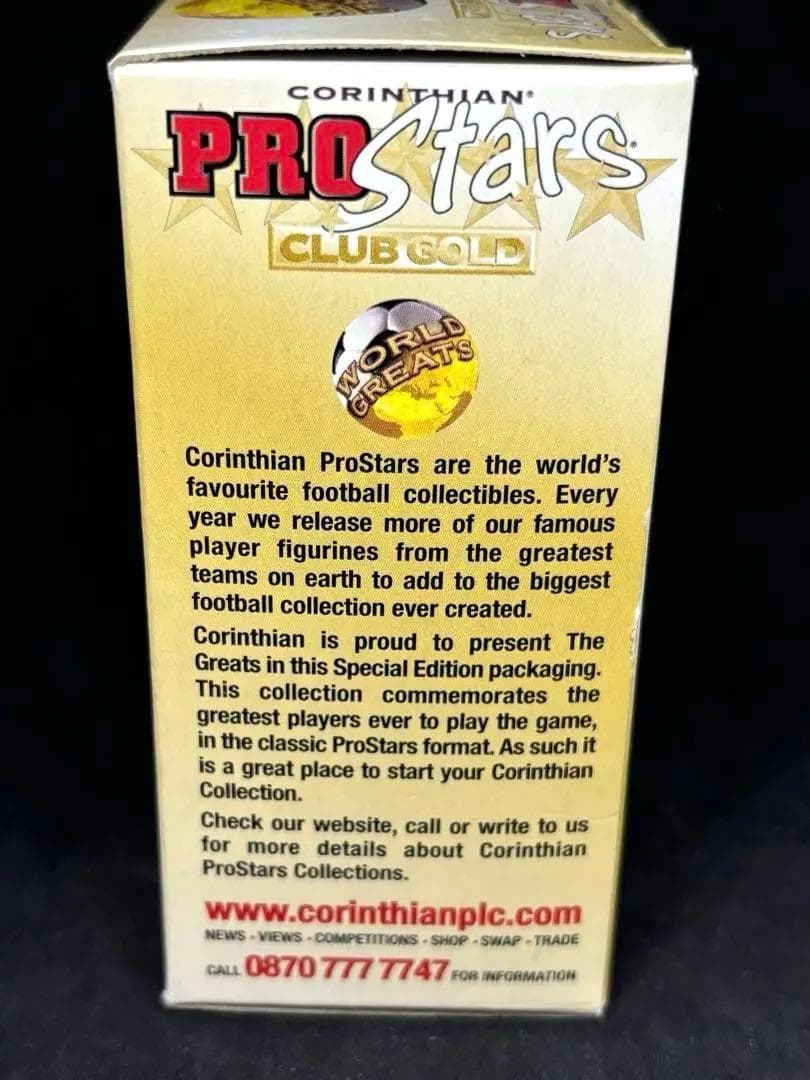 CORINTHIAN®
PROStars®
CLUB GOLD
WORLD
GREATS
Corinthian ProStars are the world's
favourite football collectibles. Every
year we release more of our famous
player figurines from the greatest
teams on earth to add to the biggest
football collection ever created.
Corinthian is proud to present The
Greats in this Special Edition packaging.
This collection commemorates the
greatest players ever to play the game,
in the classic ProStars format. As such it
is a great place to start your Corinthian
Collection.
Check our website, call or write to us
for more details about Corinthian
ProStars Collections.
www.corinthianplc.com
NEWS - VIEWS - COMPETITIONS - SHOP - SWAP - TRADE
CALL 0870 777 7747 FOR INFORMATION